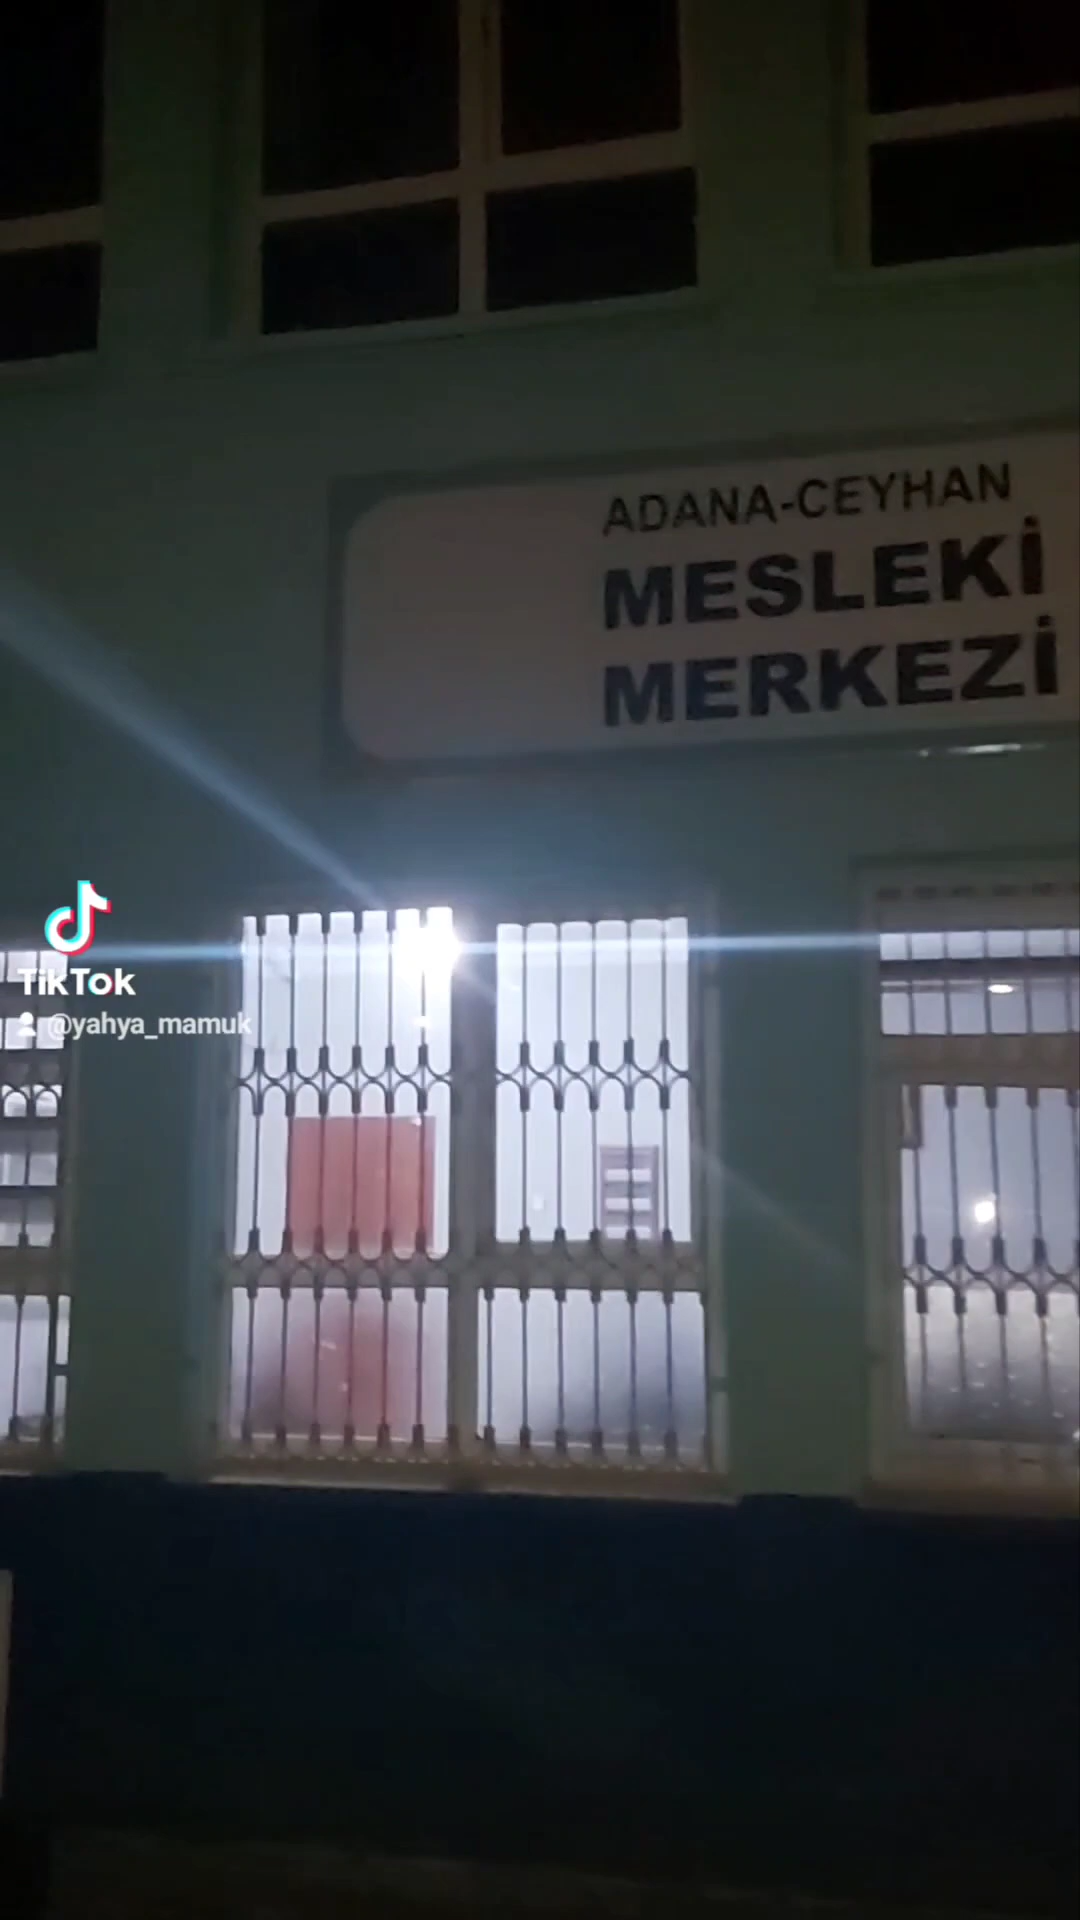 ADANA-CEYHAN
MESLEKİ
MERKEZİ
TikTok
@yahya_mamuk